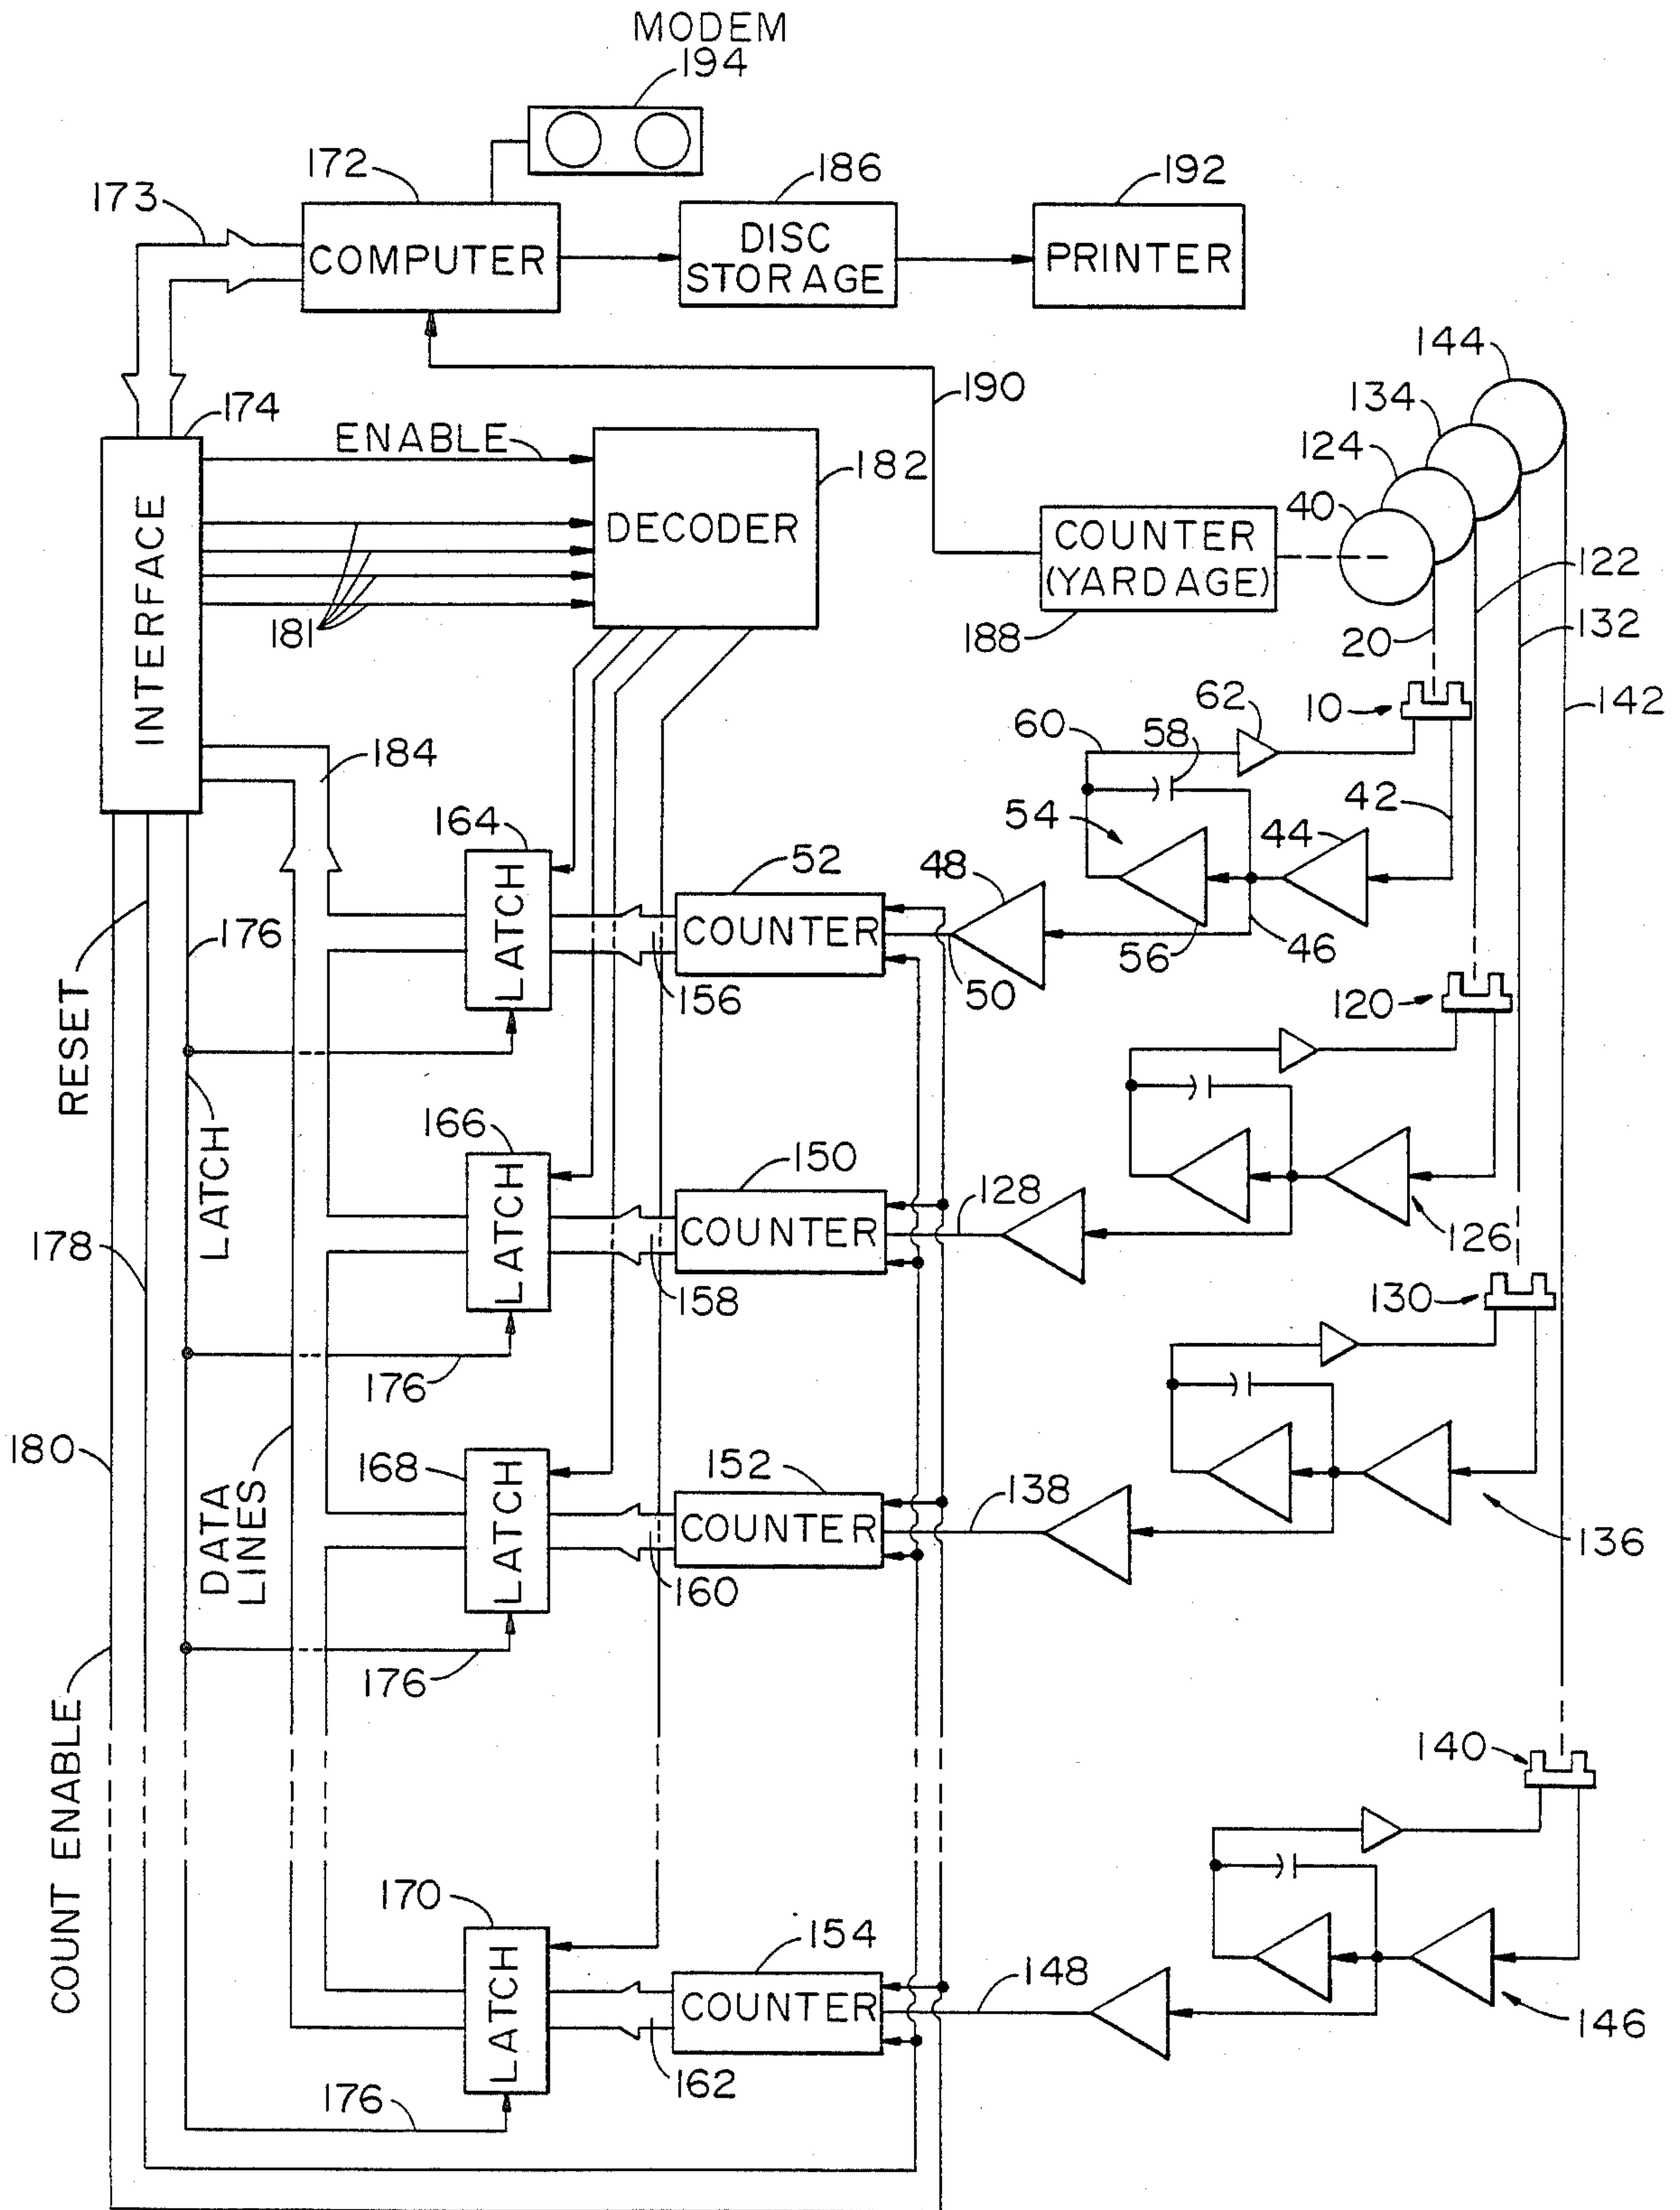 MODEM
194
172
186
192
173
COMPUTER
DISC
STORAGE
PRINTER
144
190
134
174
ENABLE
124
182
40
INTERFACE
DECODER
COUNTER
(YARDAGE)
122
181
188
20
132
62
10
142
60
58
184
42
164
54
44
52
48
LATCH
COUNTER
176
56
46
50
156
120
RESET
LATCH
166
150
128
LATCH
COUNTER
126
178
158
130
176
180
168
152
138
LATCH
COUNTER
DATA
LINES
136
160
176
COUNT ENABLE
140
170
154
148
LATCH
COUNTER
146
162
176